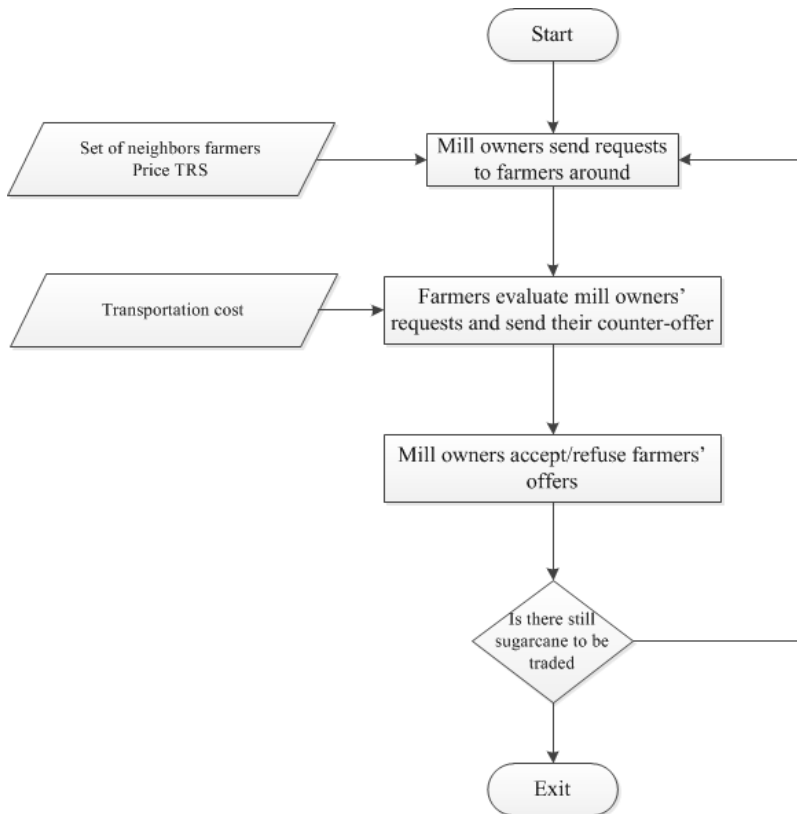 Start
Set of neighbors farmers
Price TRS
Mill owners send requests
to farmers around
Transportation cost
Farmers evaluate mill owners’
requests and send their counter-offer
Mill owners accept/refuse farmers’
offers
Is there still
sugarcane to be
traded
Exit